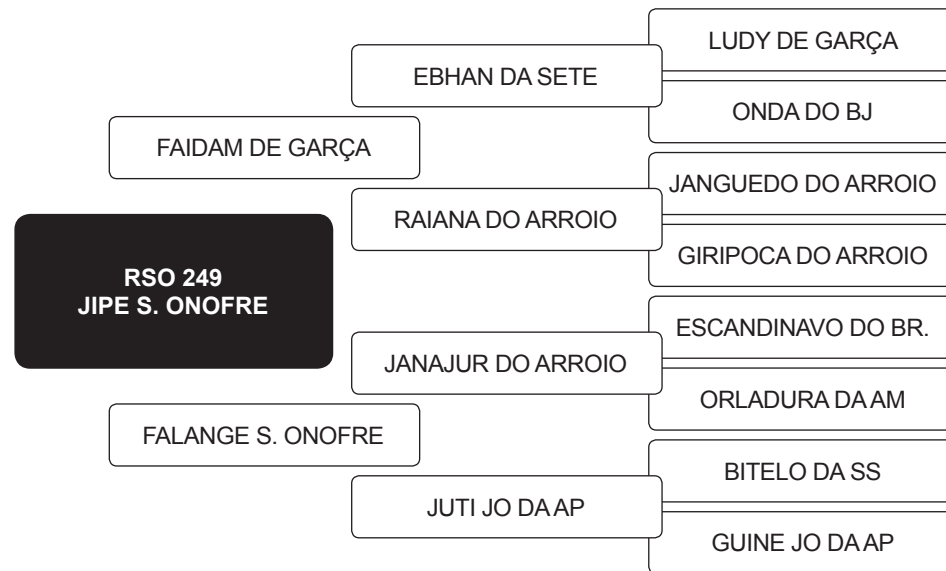 LUDY DE GARÇA
EBHAN DA SETE
ONDA DO BJ
FAIDAM DE GARÇA
JANGUEDO DO ARROIO
RAIANA DO ARROIO
GIRIPOCA DO ARROIO
RSO 249
JIPE S. ONOFRE
ESCANDINAVO DO BR.
JANAJUR DO ARROIO
ORLADURA DA AM
FALANGE S. ONOFRE
BITELO DA SS
JUTI JO DA AP
GUINE JO DA AP